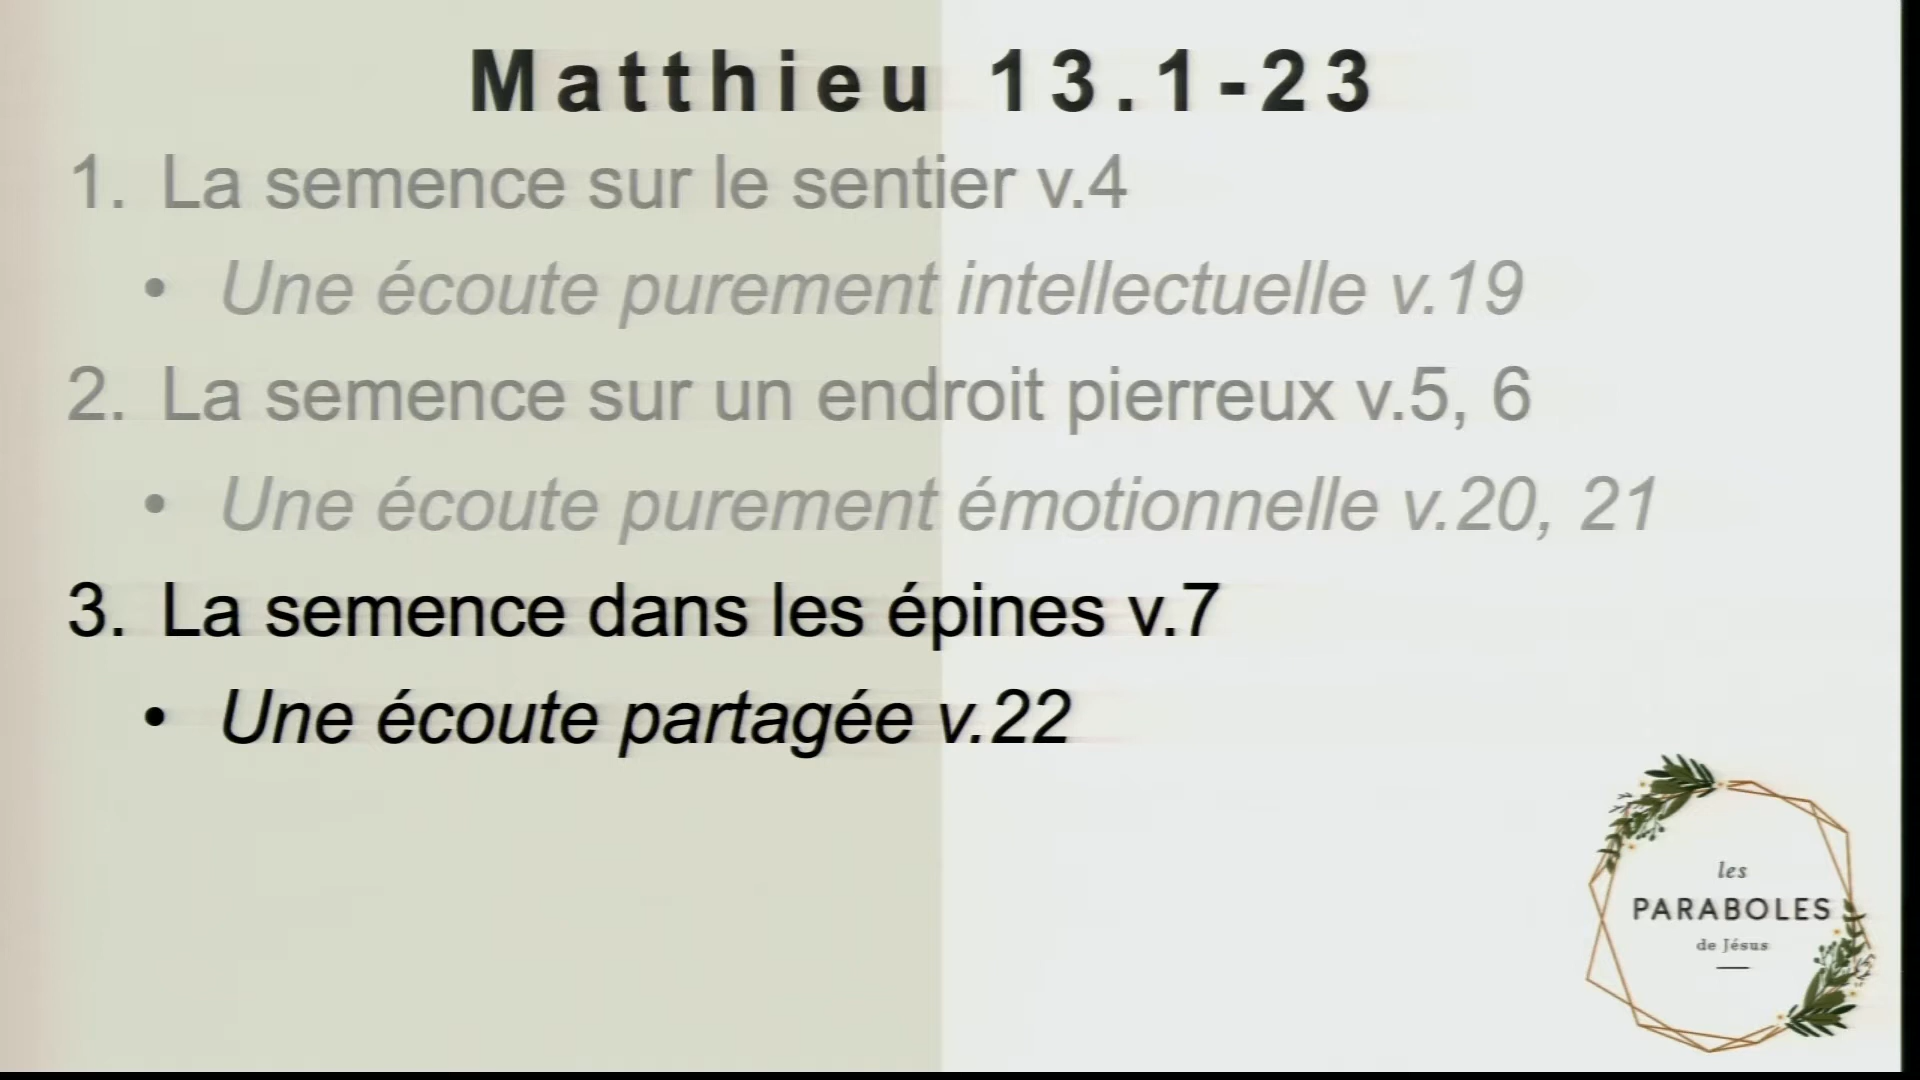 Matthieu 13.1-23
1. La semence sur le sentier v.4
• Une écoute purement intellectuelle v.19
2. La semence sur un endroit pierreux v.5, 6
• Une écoute purement émotionnelle v.20, 21
3. La semence dans les épines v.7
• Une écoute partagée v.22
les
PARABOLES
de Jésus